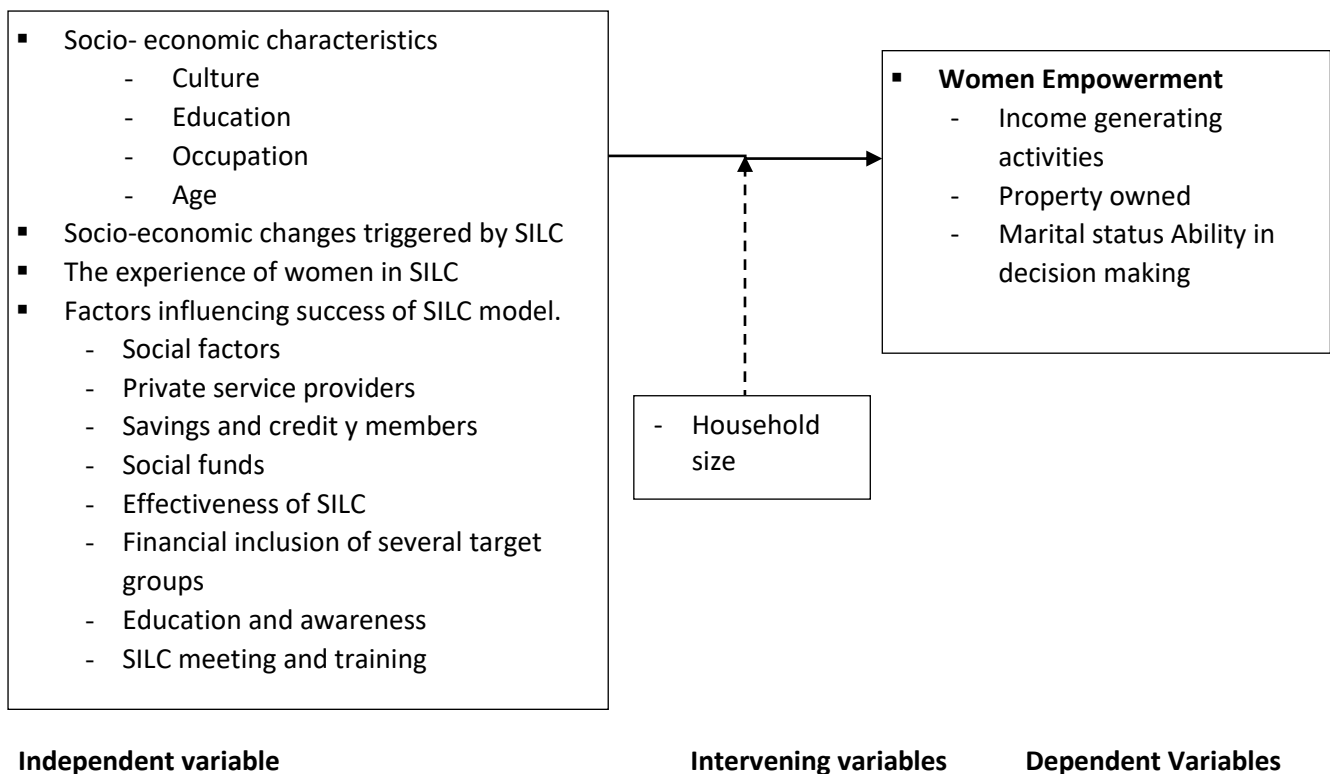 ▪ Socio- economic characteristics
- Culture
- Education
- Occupation
- Age
▪ Socio-economic changes triggered by SILC
▪ The experience of women in SILC
▪ Factors influencing success of SILC model.
- Social factors
- Private service providers
- Savings and credit y members
- Social funds
- Effectiveness of SILC
- Financial inclusion of several target
groups
- Education and awareness
- SILC meeting and training
- Household
size
▪ Women Empowerment
- Income generating
activities
- Property owned
- Marital status Ability in
decision making
Independent variable
Intervening variables
Dependent Variables